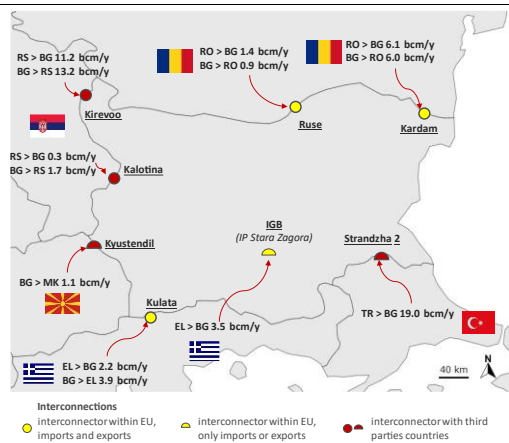 RS > BG 11.2 bcm/y
BG > RS 13.2 bcm/y
Kirevoo
RO > BG 1.4 bcm/y
BG > RO 0.9 bcm/y
Ruse
RO > BG 6.1 bcm/y
BG > RO 6.0 bcm/y
Kardam
RS > BG 0.3 bcm/y
BG > RS 1.7 bcm/y
Kalotina
Kyustendil
BG > MK 1.1 bcm/y
IGB
(IP Stara Zagora)
EL > BG 3.5 bcm/y
Strandzha 2
TR > BG 19.0 bcm/y
Kulata
EL > BG 2.2 bcm/y
BG > EL 3.9 bcm/y
40 km
N
Interconnections
interconnector within EU,
imports and exports
interconnector within EU,
only imports or exports
interconnector with third
parties countries